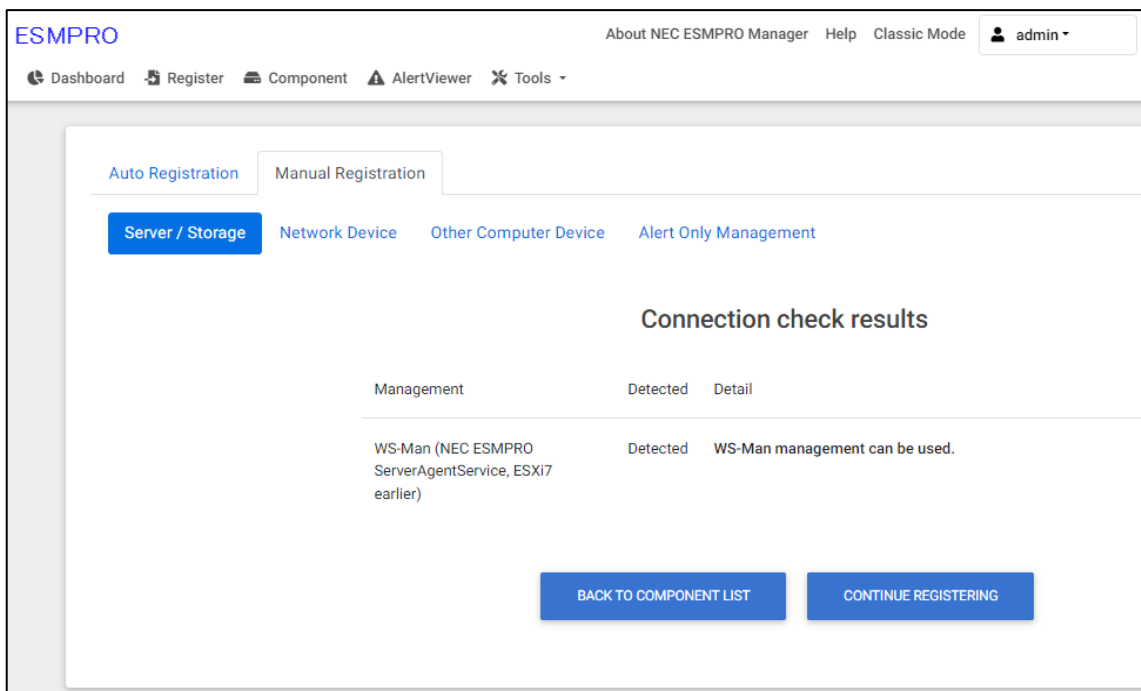 ESMPRO
About NEC ESMPRO Manager Help Classic Mode admin
Dashboard Register Component AlertViewer Tools
Auto Registration Manual Registration
Server / Storage Network Device Other Computer Device Alert Only Management
Connection check results
Management Detected Detail
WS-Man (NEC ESMPRO Detected WS-Man management can be used.
ServerAgentService, ESXi7
earlier)
BACK TO COMPONENT LIST CONTINUE REGISTERING